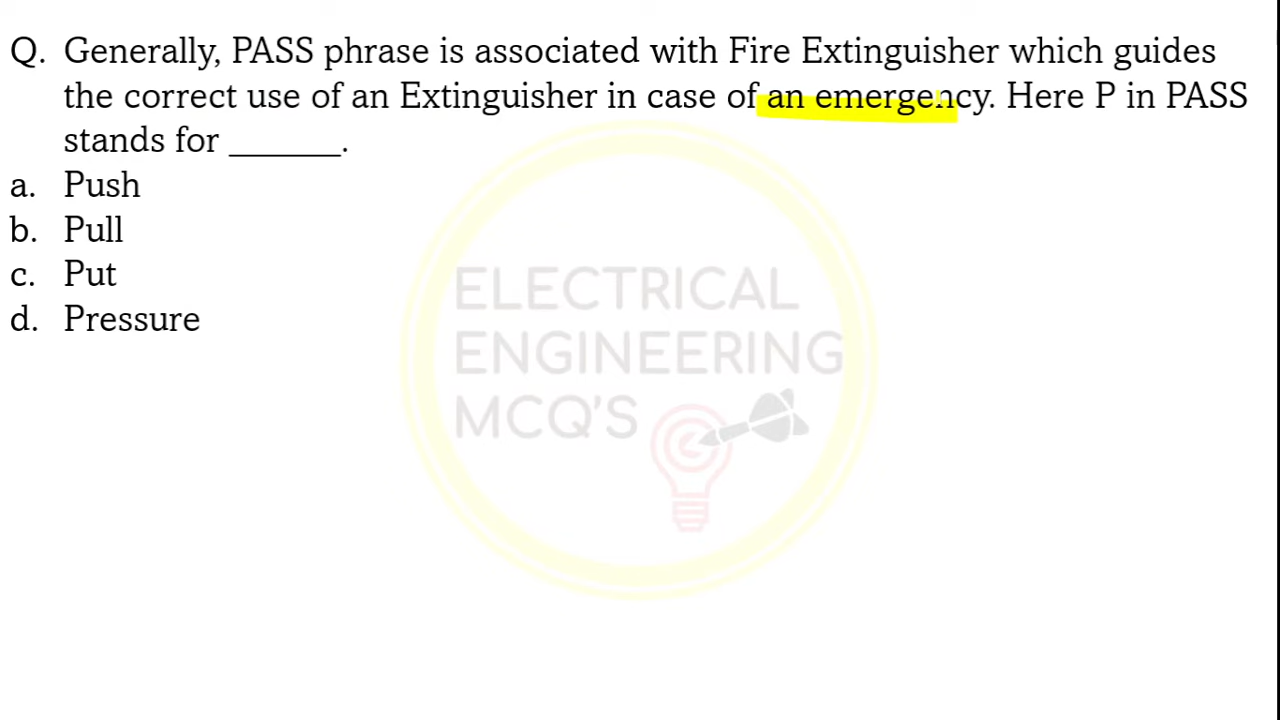 Q. Generally, PASS phrase is associated with Fire Extinguisher which guides
the correct use of an Extinguisher in case of an emergency. Here P in PASS
stands for ______.
a. Push
b. Pull
c. Put
d. Pressure
ELECTRICAL
ENGINEERING
MCQ'S